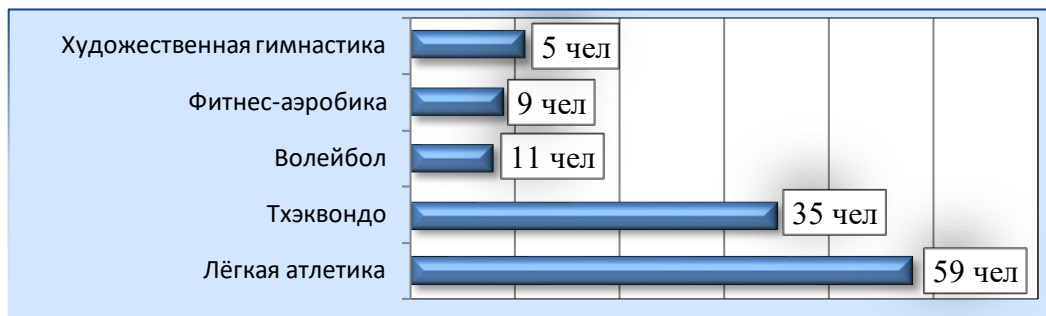 Художественная гимнастика 5 чел
Фитнес-аэробика 9 чел
Волейбол 11 чел
Тхэквондо 35 чел
Лёгкая атлетика 59 чел